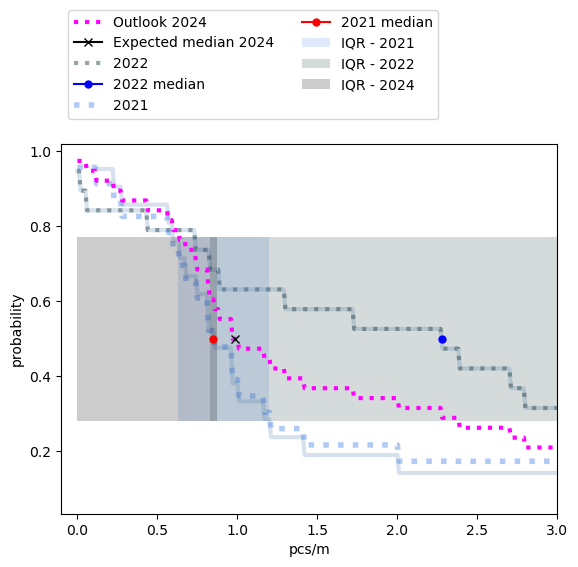 Outlook 2024
Expected median 2024
2022
2022 median
2021
2021 median
IQR - 2021
IQR - 2022
IQR - 2024
1.0
0.8
0.6
0.4
0.2
probability
0.0 0.5 1.0 1.5 2.0 2.5 3.0
pcs/m